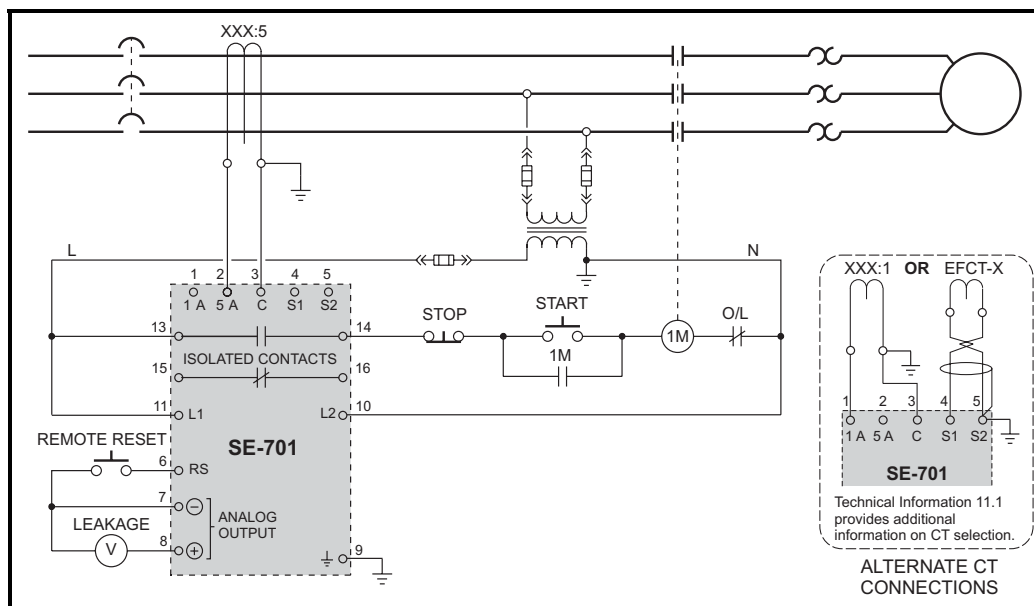 XXX:5
L
N
1 2 3 4 5
1 A 5 A C S1 S2
13
14
STOP
START
1M
1M
O/L
ISOLATED CONTACTS
15
16
11
L1
L2
10
REMOTE RESET
6
RS
SE-701
7
−
ANALOG
OUTPUT
LEAKAGE
V
8
+
9
XXX:1 OR EFCT-X
1 2 3 4 5
1 A 5 A C S1 S2
SE-701
Technical Information 11.1
provides additional
information on CT selection.
ALTERNATE CT
CONNECTIONS